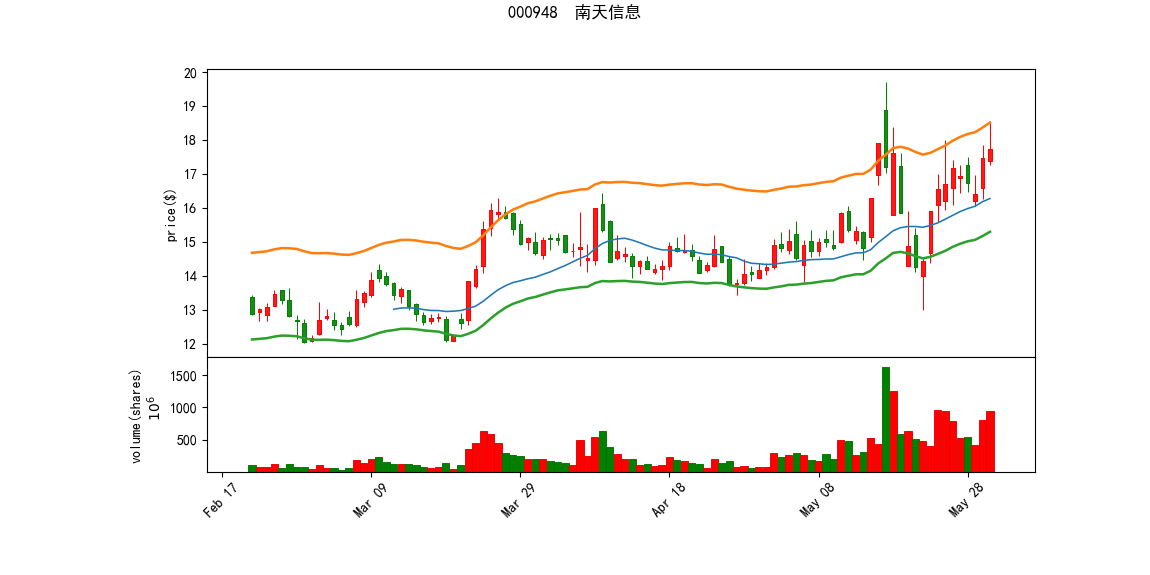 000948 南天信息
20
19
18
17
16
15
14
13
12
price($)
1500
1000
500
volume(shares)
10^6
Feb 17
Mar 09
Mar 29
Apr 18
May 08
May 28